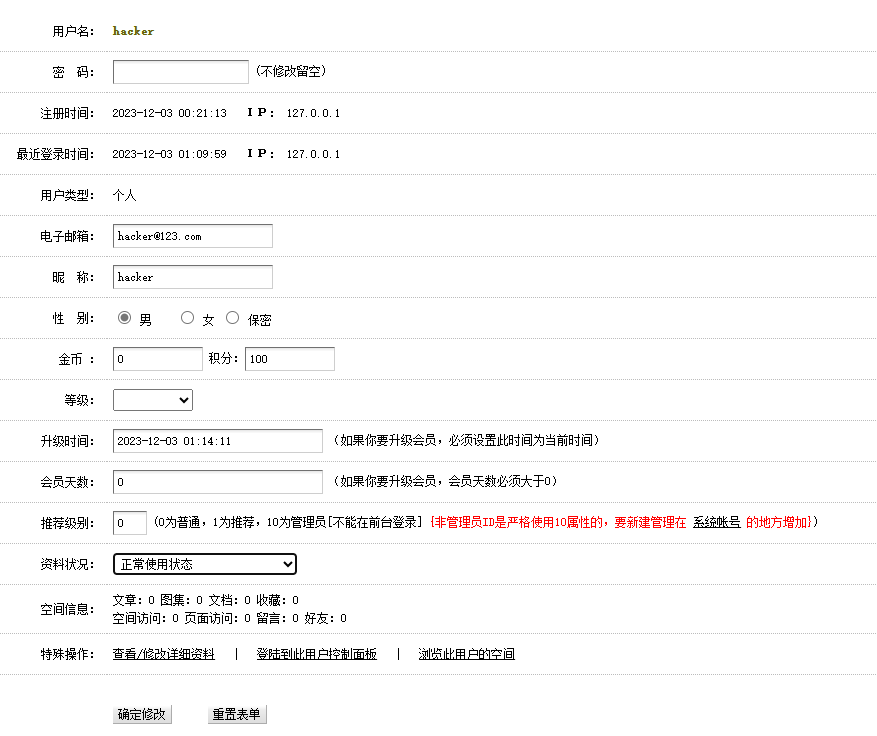 用户名： hacker
密　码： (不修改留空)
注册时间： 2023-12-03 00:21:13 ＩＰ： 127.0.0.1
最近登录时间： 2023-12-03 01:09:59 ＩＰ： 127.0.0.1
用户类型： 个人
电子邮箱： hacker@123.com
昵　称： hacker
性　别： 男 女 保密
金币 ： 0 积分： 100
等级：
升级时间： 2023-12-03 01:14:11 （如果你要升级会员，必须设置此时间为当前时间）
会员天数： 0 （如果你要升级会员，会员天数必须大于0）
推荐级别： 0 (0为普通，1为推荐，10为管理员[不能在前台登录] {非管理员ID是严格使用10属性的，要新建管理在 系统帐号 的地方增加})
资料状况： 正常使用状态
空间信息： 文章：0 图集：0 文档：0 收藏：0
空间访问：0 页面访问：0 留言：0 好友：0
特殊操作： 查看/修改详细资料 | 登陆到此用户控制面板 | 浏览此用户的空间
确定修改 重置表单